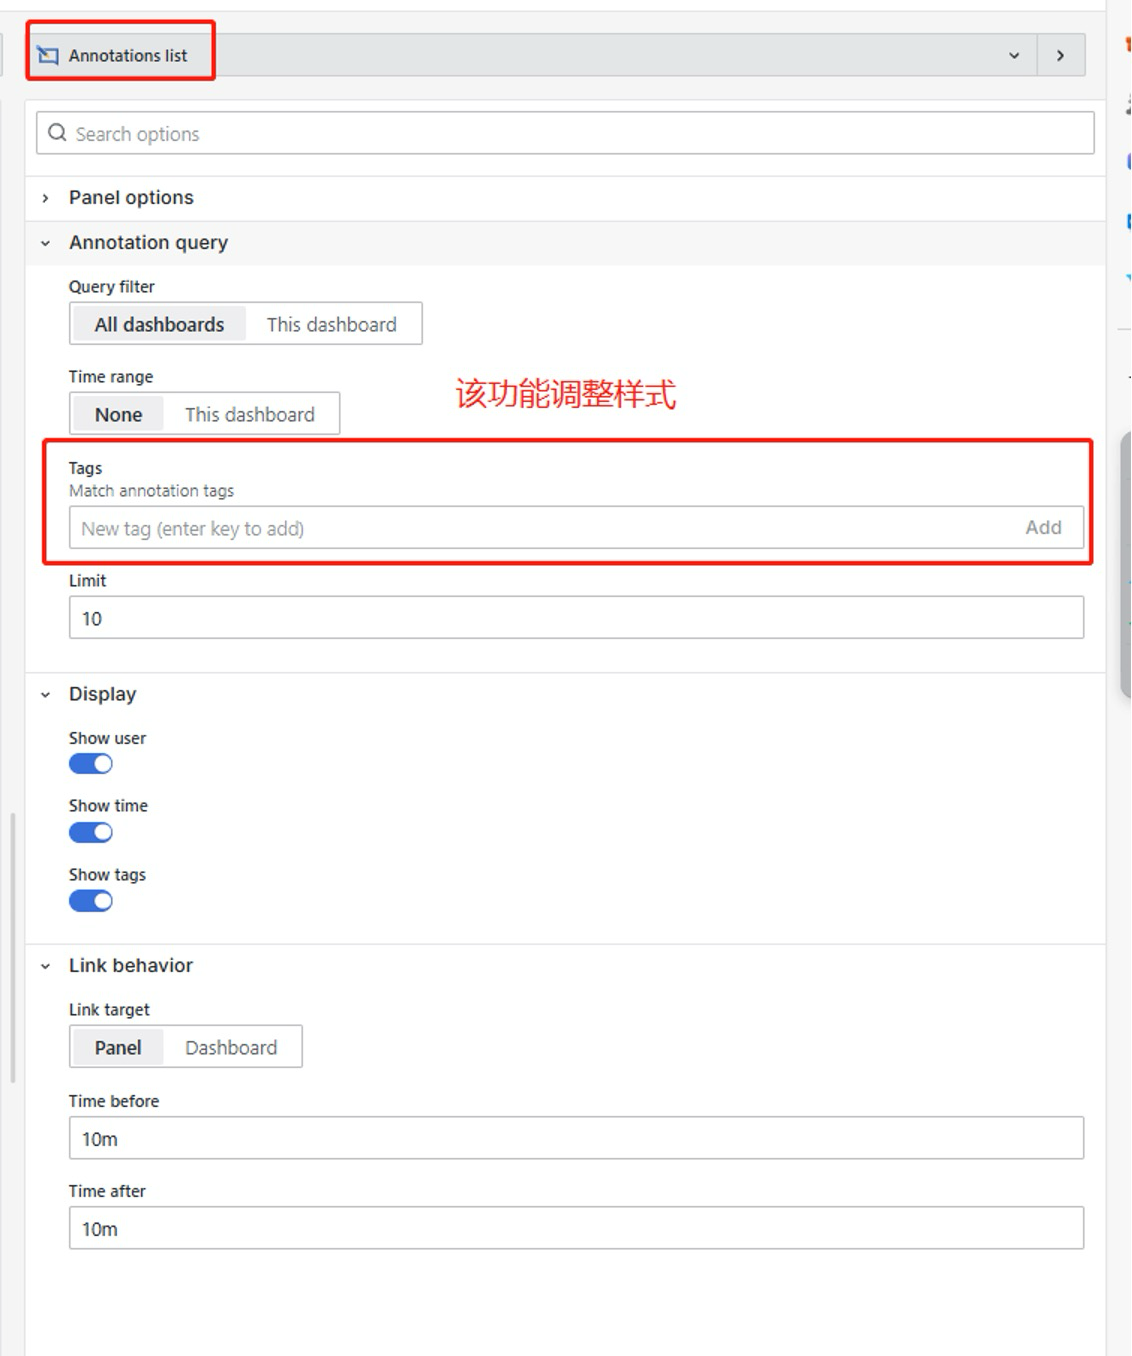 Annotations list
Search options
Panel options
Annotation query
Query filter
All dashboards This dashboard
Time range
None This dashboard
该功能调整样式
Tags
Match annotation tags
New tag (enter key to add) Add
Limit
10
Display
Show user
Show time
Show tags
Link behavior
Link target
Panel Dashboard
Time before
10m
Time after
10m